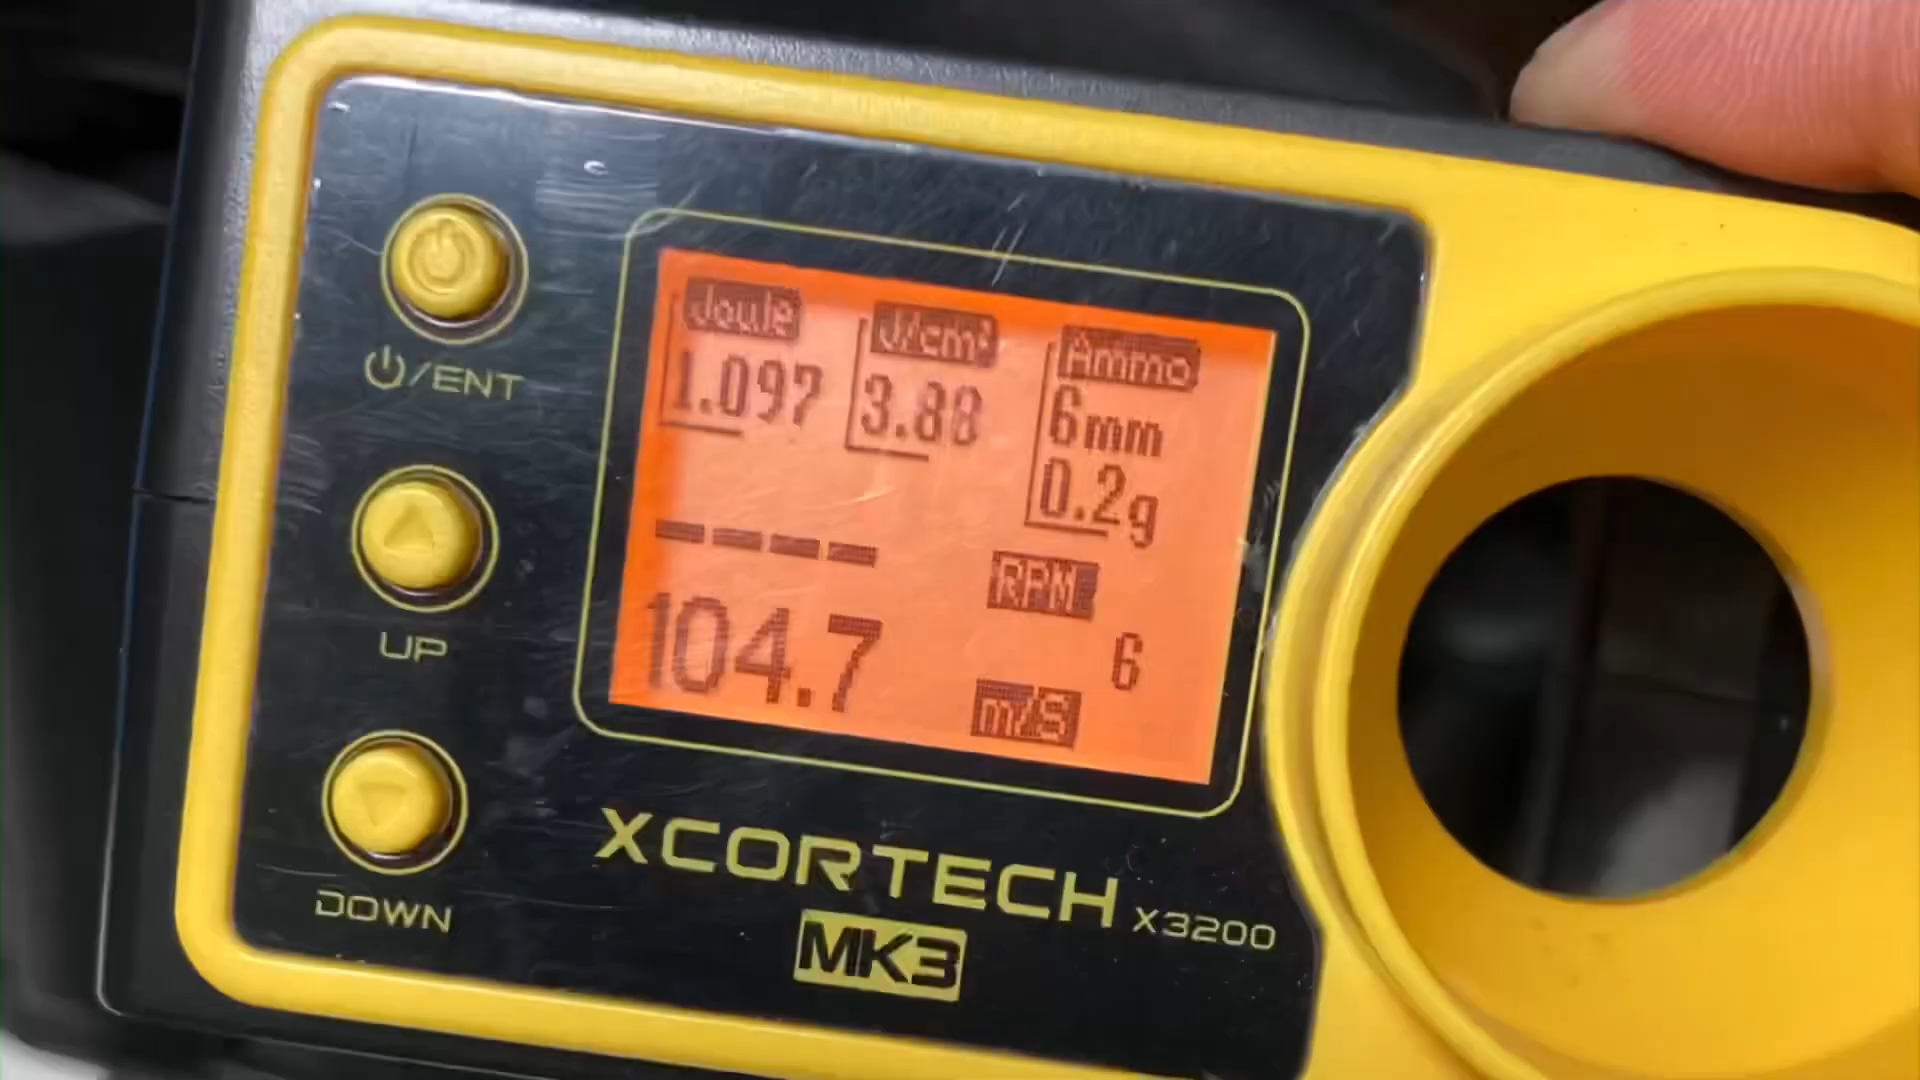 Joule J/cm² Ammo
1.097 3.88 6mm
0.2g
---- RPM
104.7 6
m/s
⏻/ENT
UP
DOWN
XCORTECH X3200
MK3